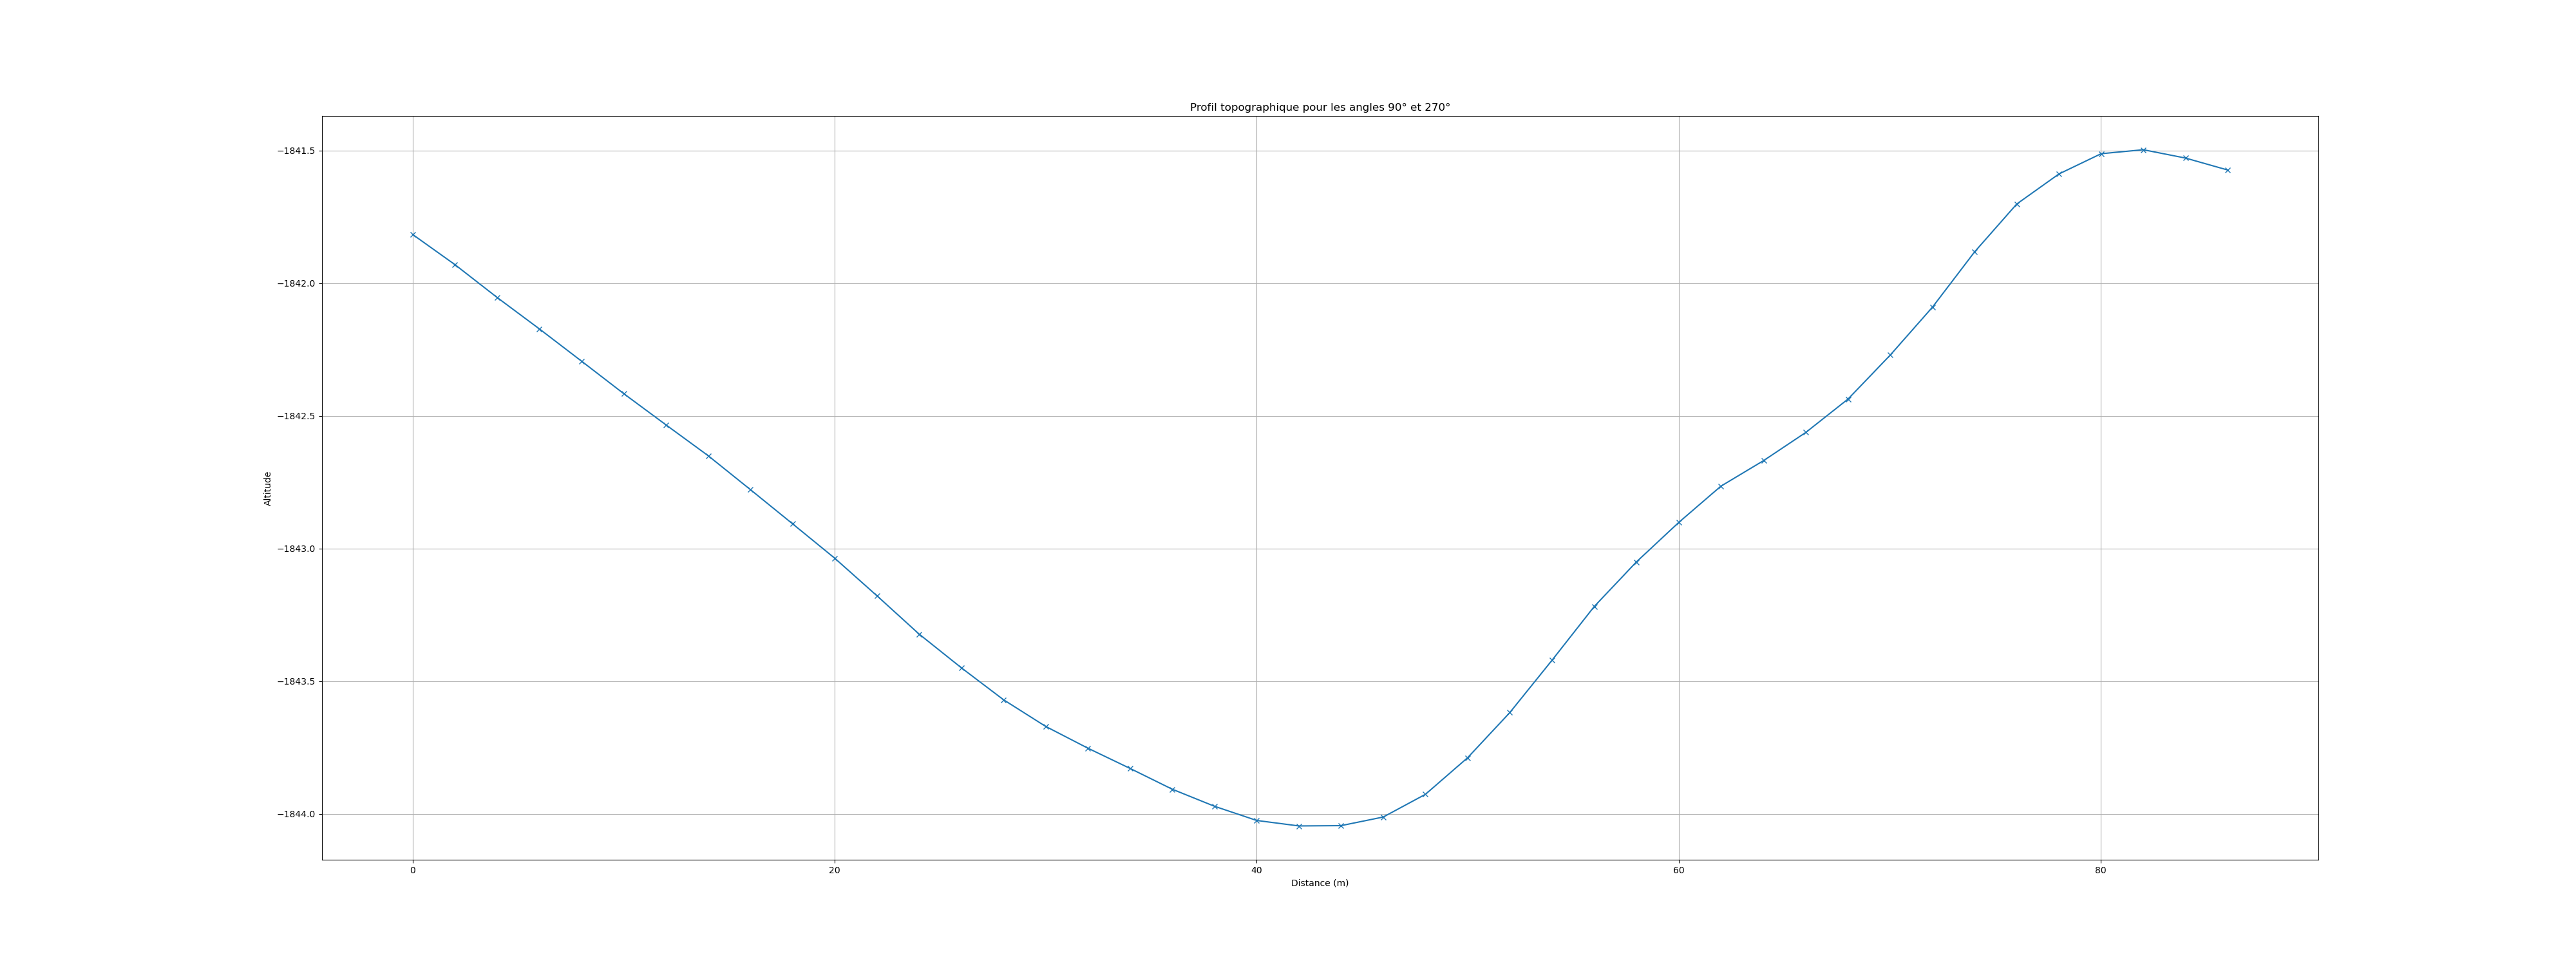 Profil topographique pour les angles 90° et 270°
−1841.5
−1842.0
−1842.5
−1843.0
−1843.5
−1844.0
Altitude
0 20 40 60 80
Distance (m)